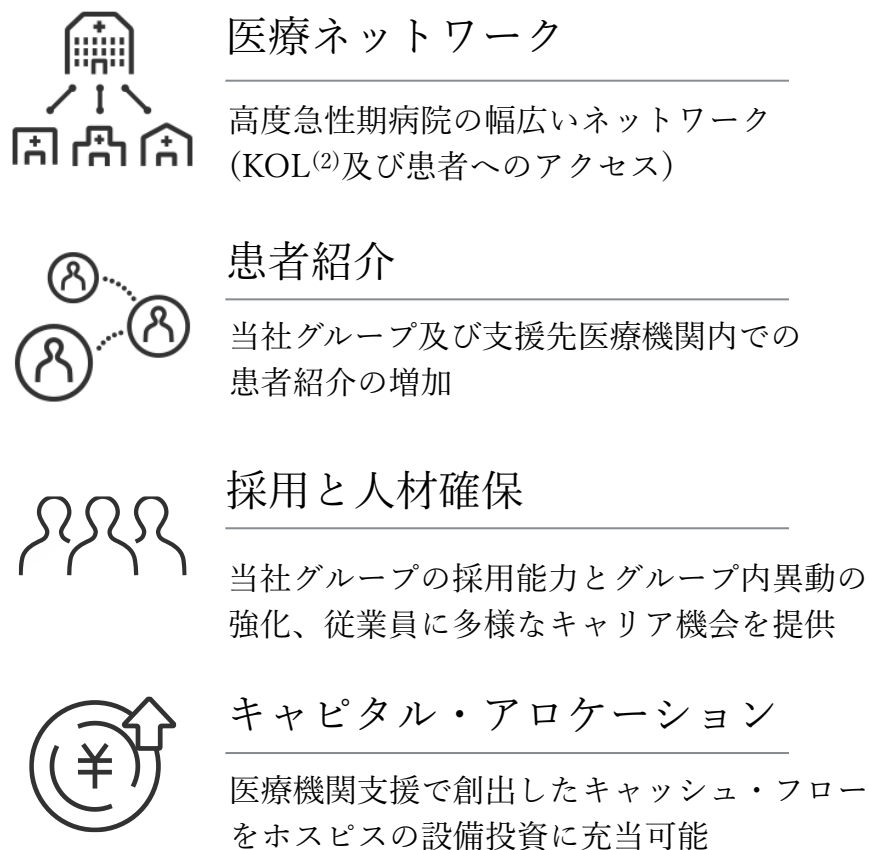 医療ネットワーク
高度急性期病院の幅広いネットワーク
(KOL(2)及び患者へのアクセス)
患者紹介
当社グループ及び支援先医療機関内での
患者紹介の増加
採用と人材確保
当社グループの採用能力とグループ内異動の
強化、従業員に多様なキャリア機会を提供
キャピタル・アロケーション
¥
医療機関支援で創出したキャッシュ・フロー
をホスピスの設備投資に充当可能